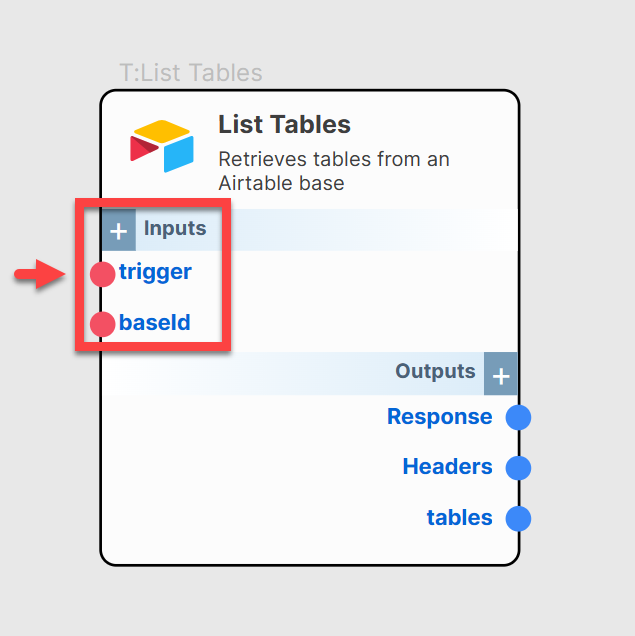 T:List Tables
List Tables
Retrieves tables from an
Airtable base
+ Inputs
trigger
baseId
Outputs +
Response
Headers
tables